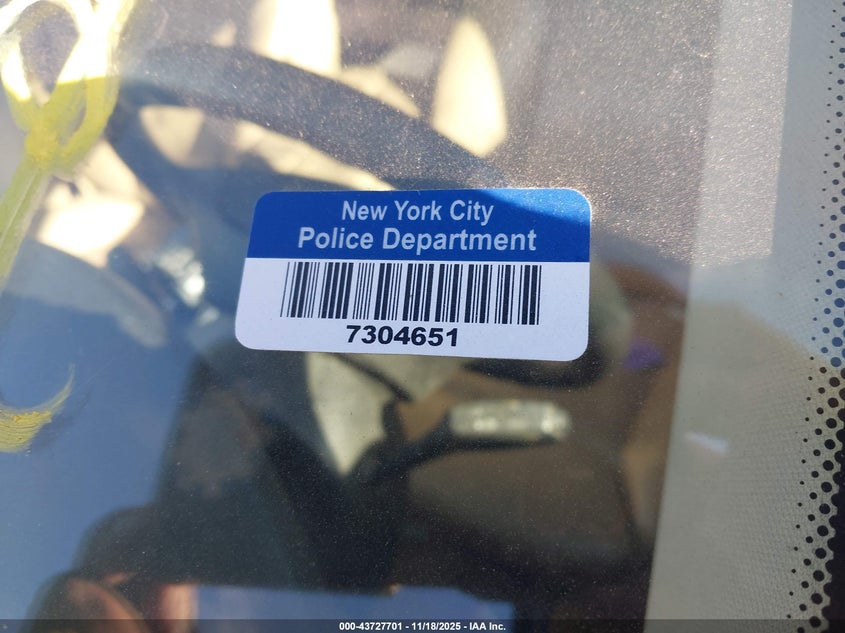 New York City
Police Department
7304651
000-43727701 - 11/18/2025 - IAA Inc.